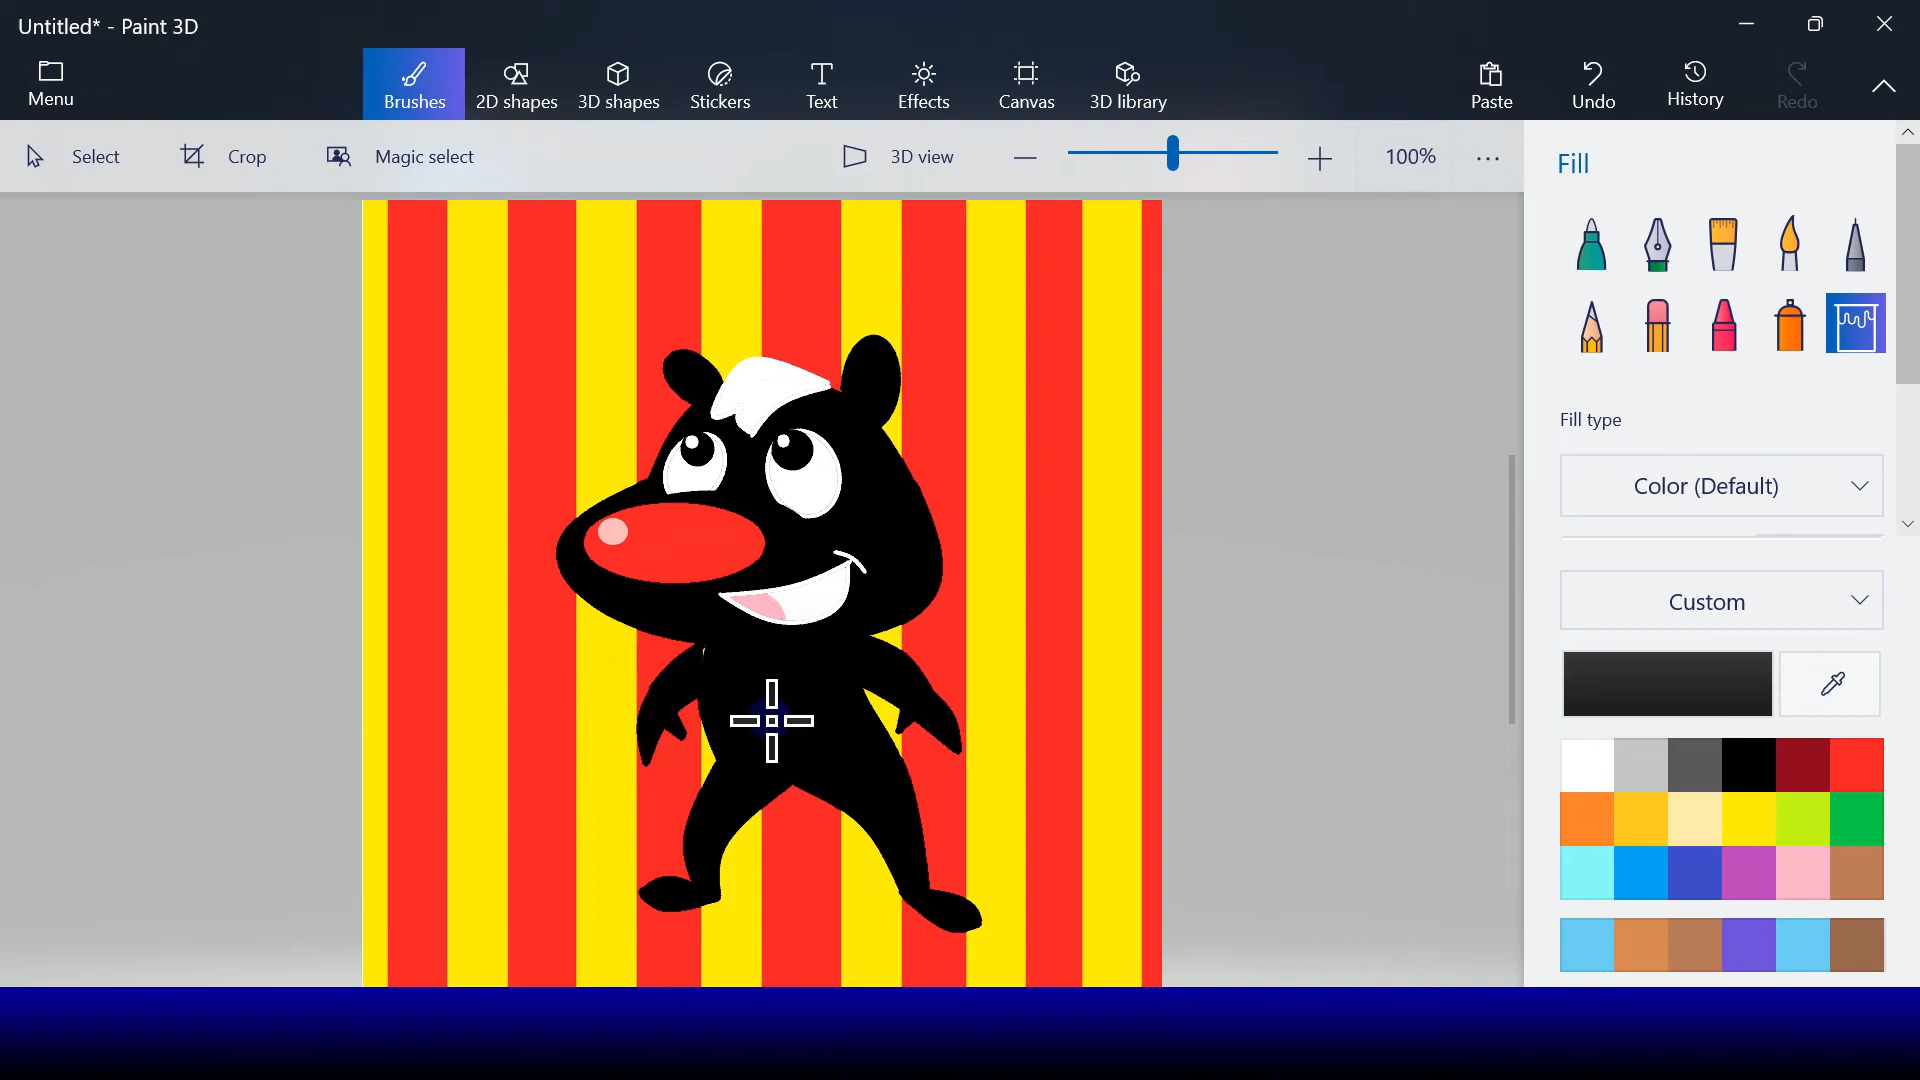 Untitled* - Paint 3D
Menu
Brushes
2D shapes
3D shapes
Stickers
Text
Effects
Canvas
3D library
Paste
Undo
History
Redo
Select
Crop
Magic select
3D view
100%
Fill
Fill type
Color (Default)
Custom